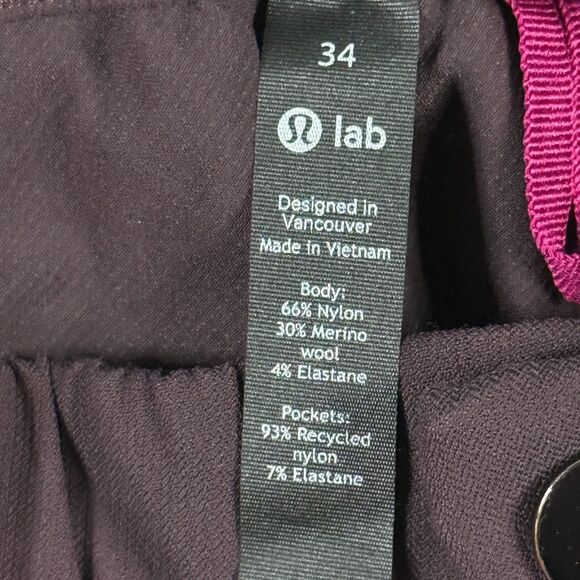 34
lab
Designed in
Vancouver
Made in Vietnam
Body:
66% Nylon
30% Merino
wool
4% Elastane
Pockets:
93% Recycled
nylon
7% Elastane